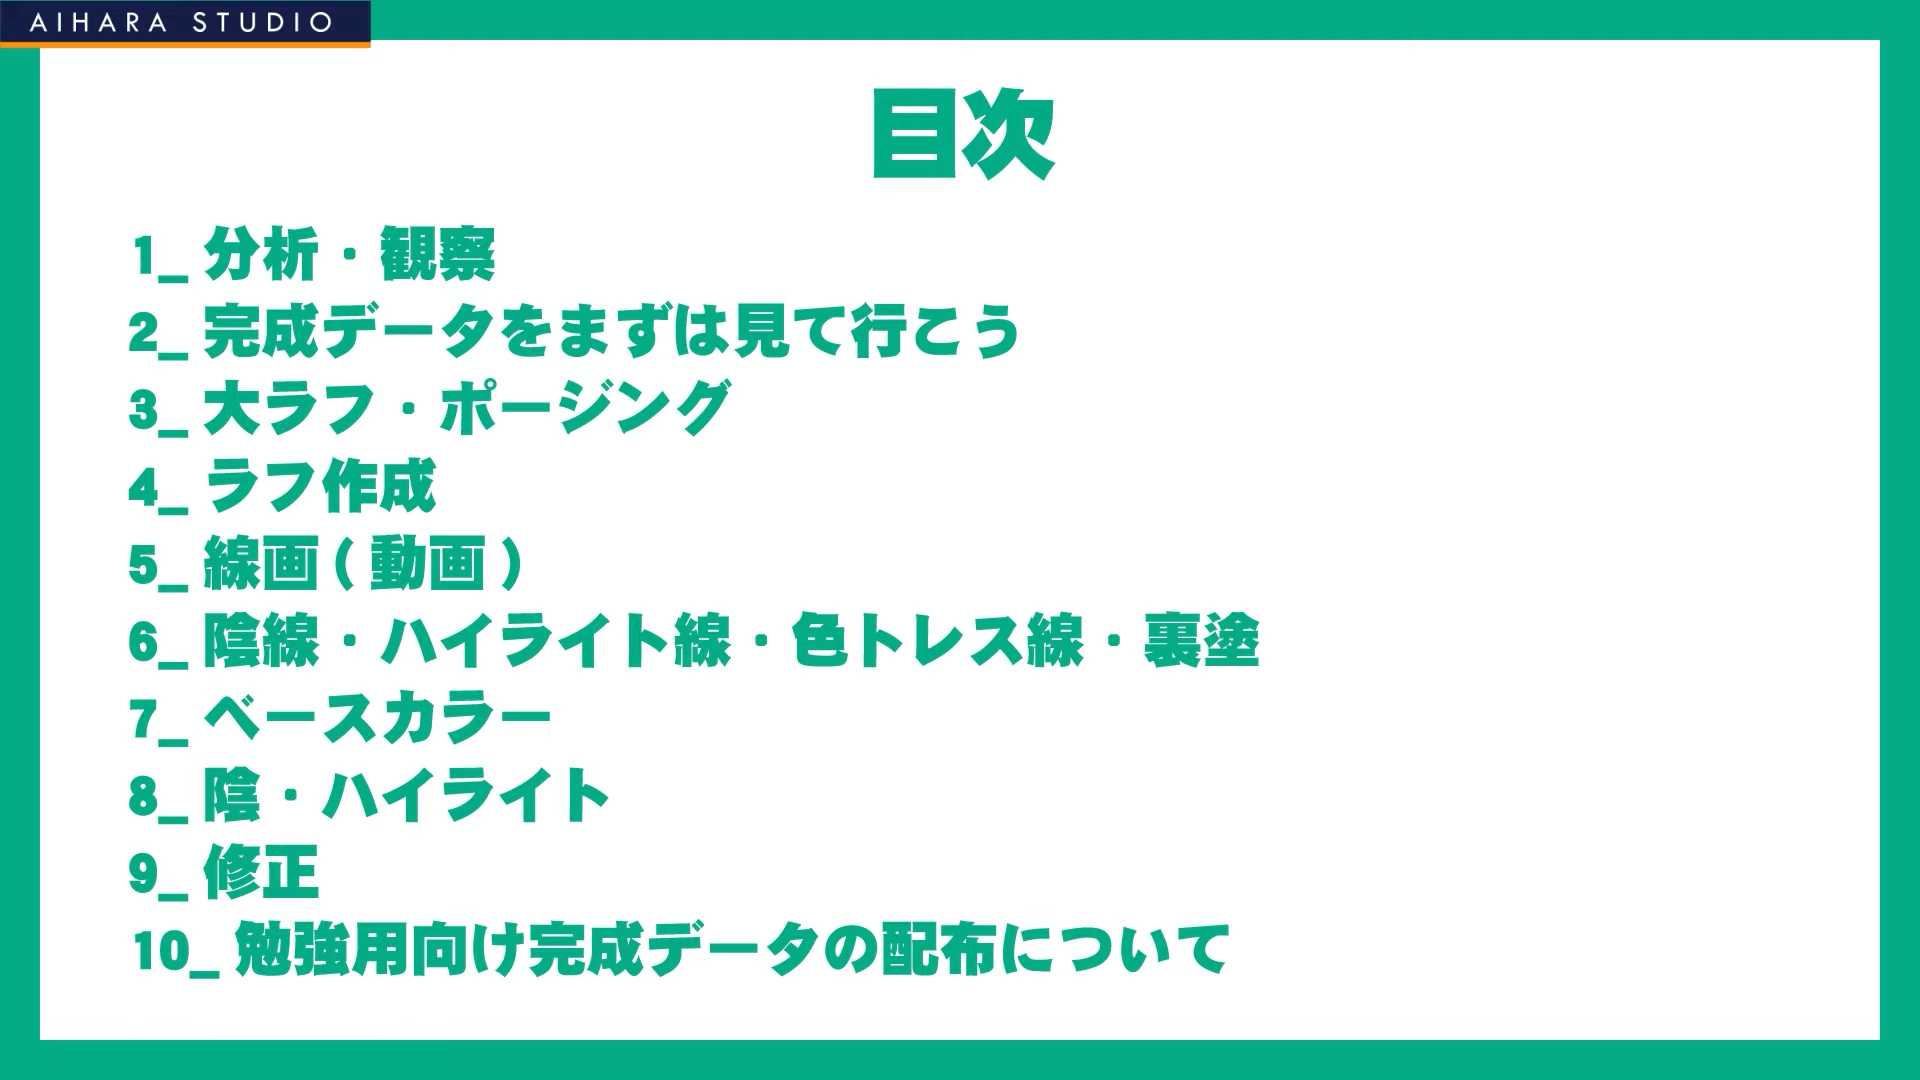 AIHARA STUDIO
目次
1_ 分析・観察
2_ 完成データをまずは見て行こう
3_ 大ラフ・ポージング
4_ ラフ作成
5_ 線画( 動画 )
6_ 陰線・ハイライト線・色トレス線・裏塗
7_ ベースカラー
8_ 陰・ハイライト
9_ 修正
10_ 勉強用向け完成データの配布について